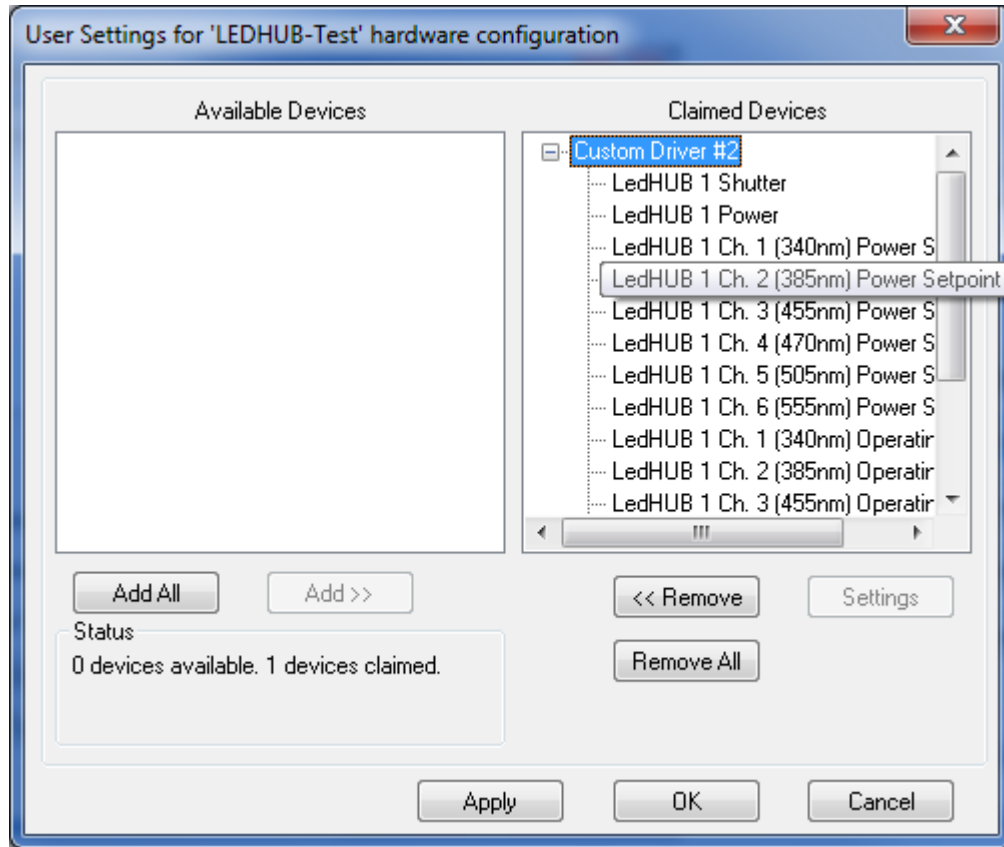 User Settings for 'LEDHUB-Test' hardware configuration
Available Devices
Claimed Devices
Custom Driver #2
LedHUB 1 Shutter
LedHUB 1 Power
LedHUB 1 Ch. 1 (340nm) Power S
LedHUB 1 Ch. 2 (385nm) Power Setpoint
LedHUB 1 Ch. 3 (455nm) Power S
LedHUB 1 Ch. 4 (470nm) Power S
LedHUB 1 Ch. 5 (505nm) Power S
LedHUB 1 Ch. 6 (555nm) Power S
LedHUB 1 Ch. 1 (340nm) Operatin
LedHUB 1 Ch. 2 (385nm) Operatin
LedHUB 1 Ch. 3 (455nm) Operatin
Add All
Add >>
<< Remove
Settings
Status
0 devices available. 1 devices claimed.
Remove All
Apply
OK
Cancel